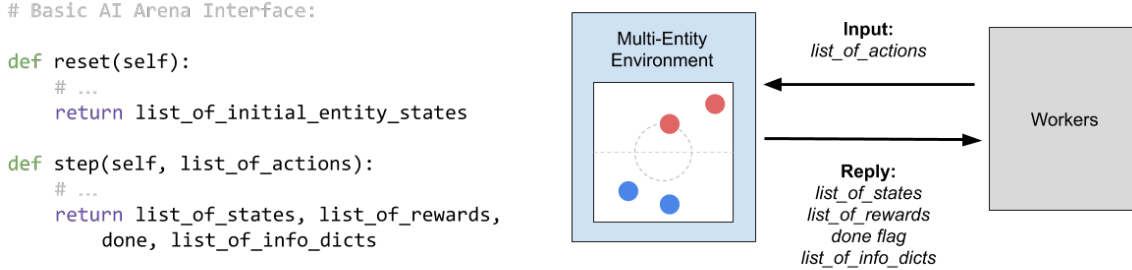 # Basic AI Arena Interface:
def reset(self):
# ...
return list_of_initial_entity_states
def step(self, list_of_actions):
# ...
return list_of_states, list_of_rewards,
done, list_of_info_dicts
Multi-Entity
Environment
Input:
list_of_actions
Reply:
list_of_states
list_of_rewards
done flag
list_of_info_dicts
Workers